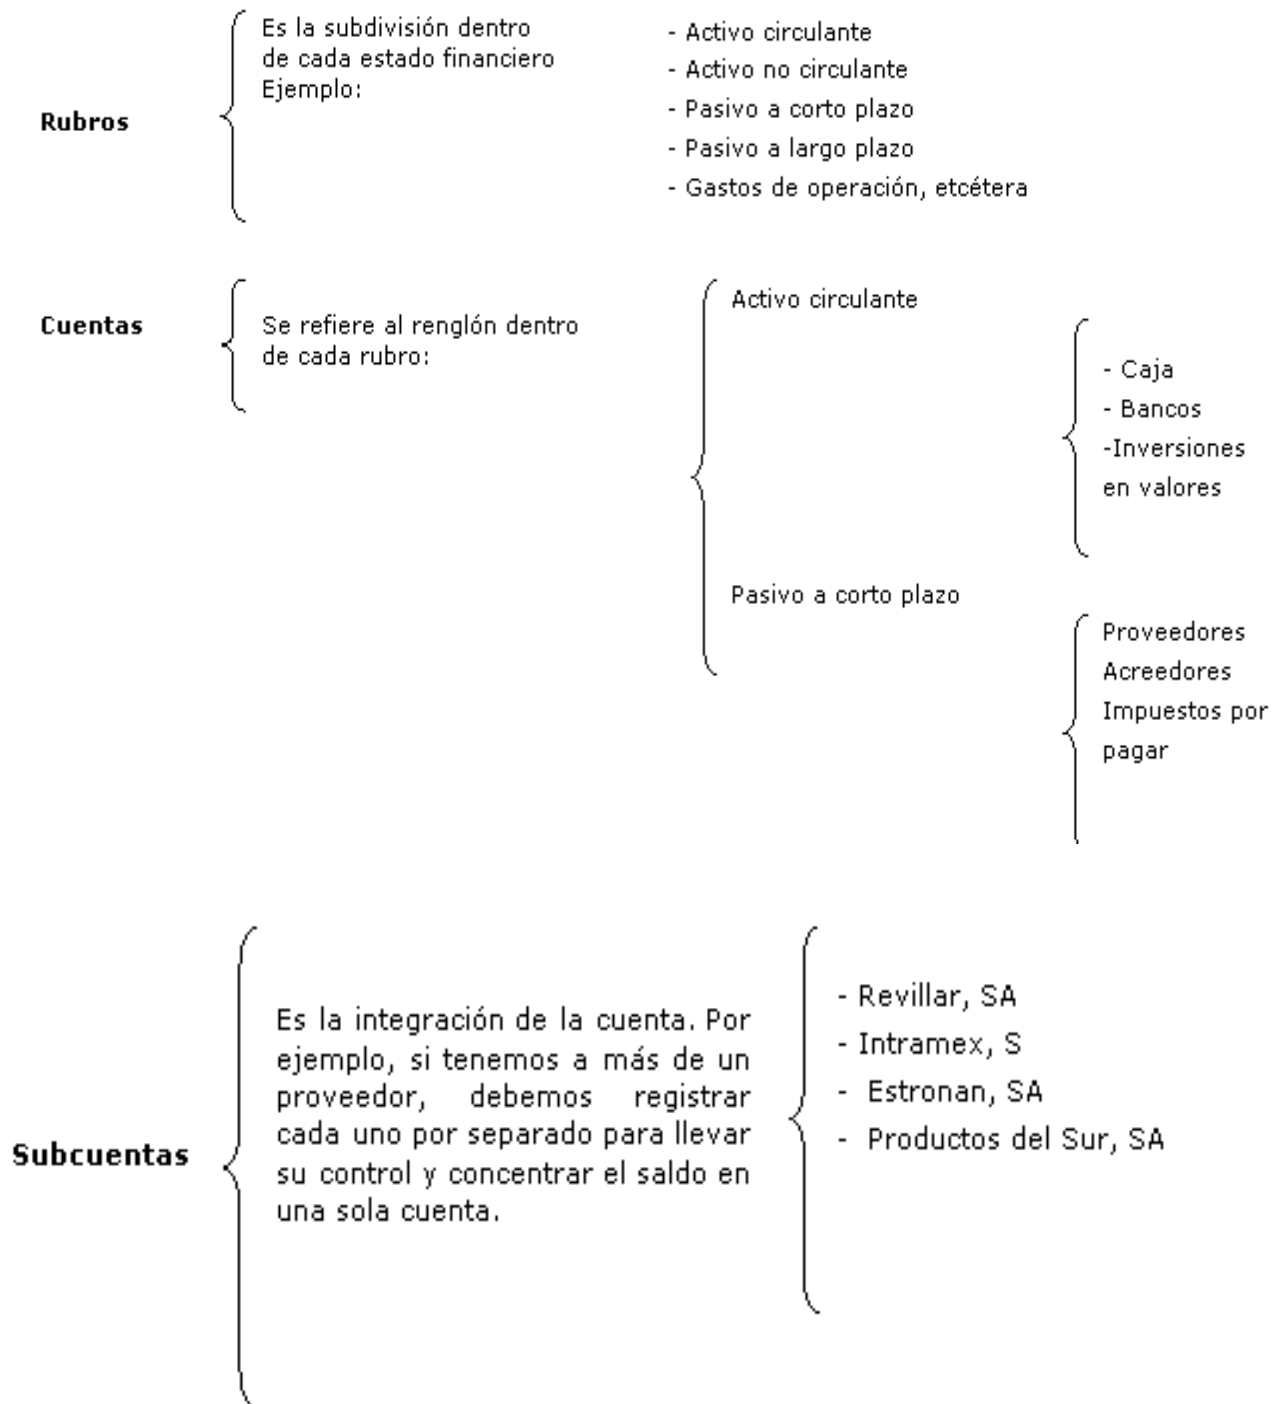 Rubros
Es la subdivisión dentro
de cada estado financiero
Ejemplo:
- Activo circulante
- Activo no circulante
- Pasivo a corto plazo
- Pasivo a largo plazo
- Gastos de operación, etcétera
Cuentas
Se refiere al renglón dentro
de cada rubro:
Activo circulante
- Caja
- Bancos
-Inversiones
en valores
Pasivo a corto plazo
Proveedores
Acreedores
Impuestos por
pagar
Subcuentas
Es la integración de la cuenta. Por
ejemplo, si tenemos a más de un
proveedor, debemos registrar
cada uno por separado para llevar
su control y concentrar el saldo en
una sola cuenta.
- Revillar, SA
- Intramex, S
- Estronan, SA
- Productos del Sur, SA